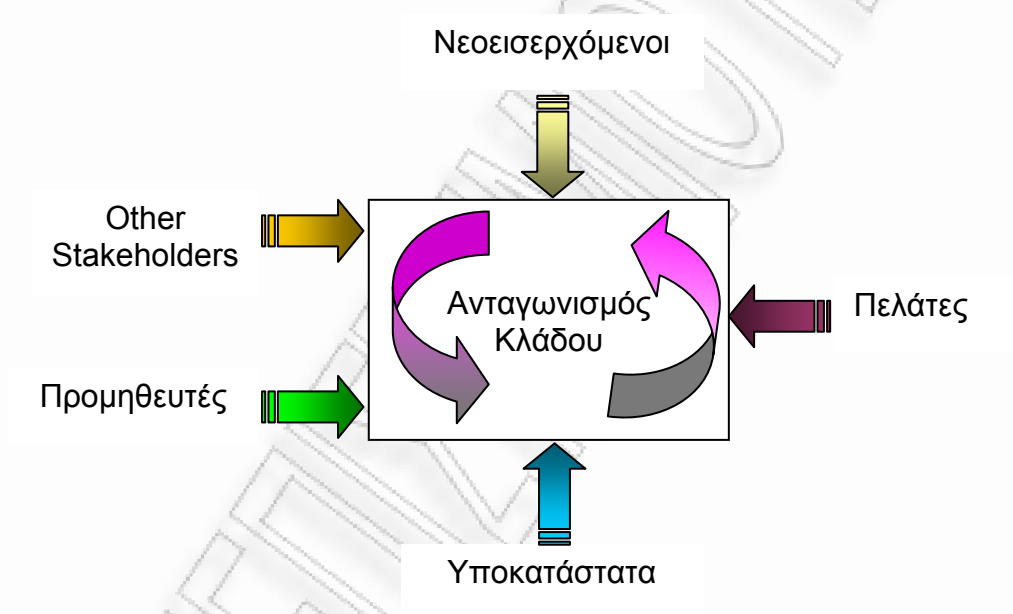 Νεοεισερχόμενοι
Other
Stakeholders
Ανταγωνισμός
Κλάδου
Πελάτες
Προμηθευτές
Υποκατάστατα